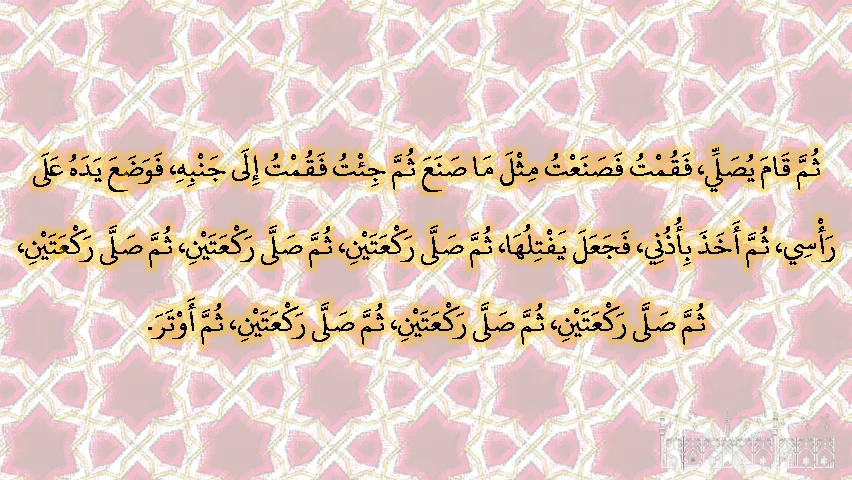 ثُمَّ قَامَ يُصَلِّي، فَقُمْتُ فَصَنَعْتُ مِثْلَ مَا صَنَعَ ثُمَّ جِئْتُ فَقُمْتُ إِلَى جَنْبِهِ، فَوَضَعَ يَدَهُ عَلَى
رَأْسِي، ثُمَّ أَخَذَ بِأُذُنِي، فَجَعَلَ يَفْتِلُهَا، ثُمَّ صَلَّى رَكْعَتَيْنِ، ثُمَّ صَلَّى رَكْعَتَيْنِ، ثُمَّ صَلَّى رَكْعَتَيْنِ،
ثُمَّ صَلَّى رَكْعَتَيْنِ، ثُمَّ صَلَّى رَكْعَتَيْنِ، ثُمَّ صَلَّى رَكْعَتَيْنِ، ثُمَّ أَوْتَرَ.